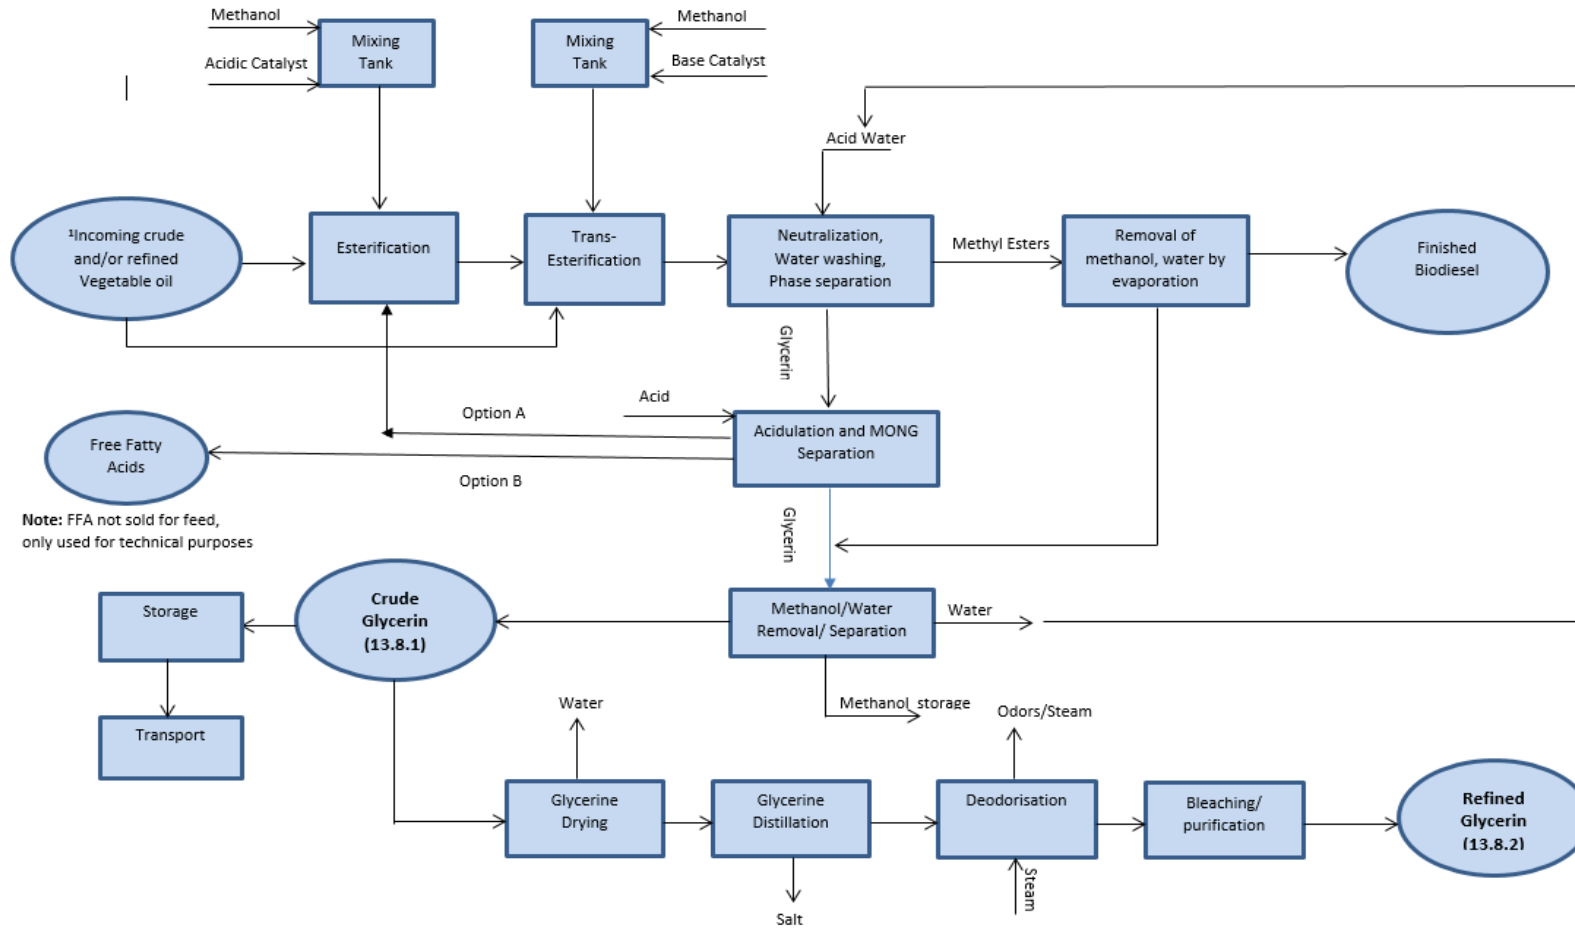 Methanol
Acidic Catalyst
Mixing
Tank
Mixing
Tank
Methanol
Base Catalyst
Acid Water
¹Incoming crude
and/or refined
Vegetable oil
Esterification
Trans-
Esterification
Neutralization,
Water washing,
Phase separation
Methyl Esters
Removal of
methanol, water by
evaporation
Finished
Biodiesel
Glycerin
Acid
Option A
Acidulation and MONG
Separation
Free Fatty
Acids
Option B
Note: FFA not sold for feed,
only used for technical purposes
Glycerin
Storage
Crude
Glycerin
(13.8.1)
Methanol/Water
Removal/ Separation
Water
Transport
Water
Methanol storage
Odors/Steam
Glycerine
Drying
Glycerine
Distillation
Deodorisation
Bleaching/
purification
Refined
Glycerin
(13.8.2)
Steam
Salt